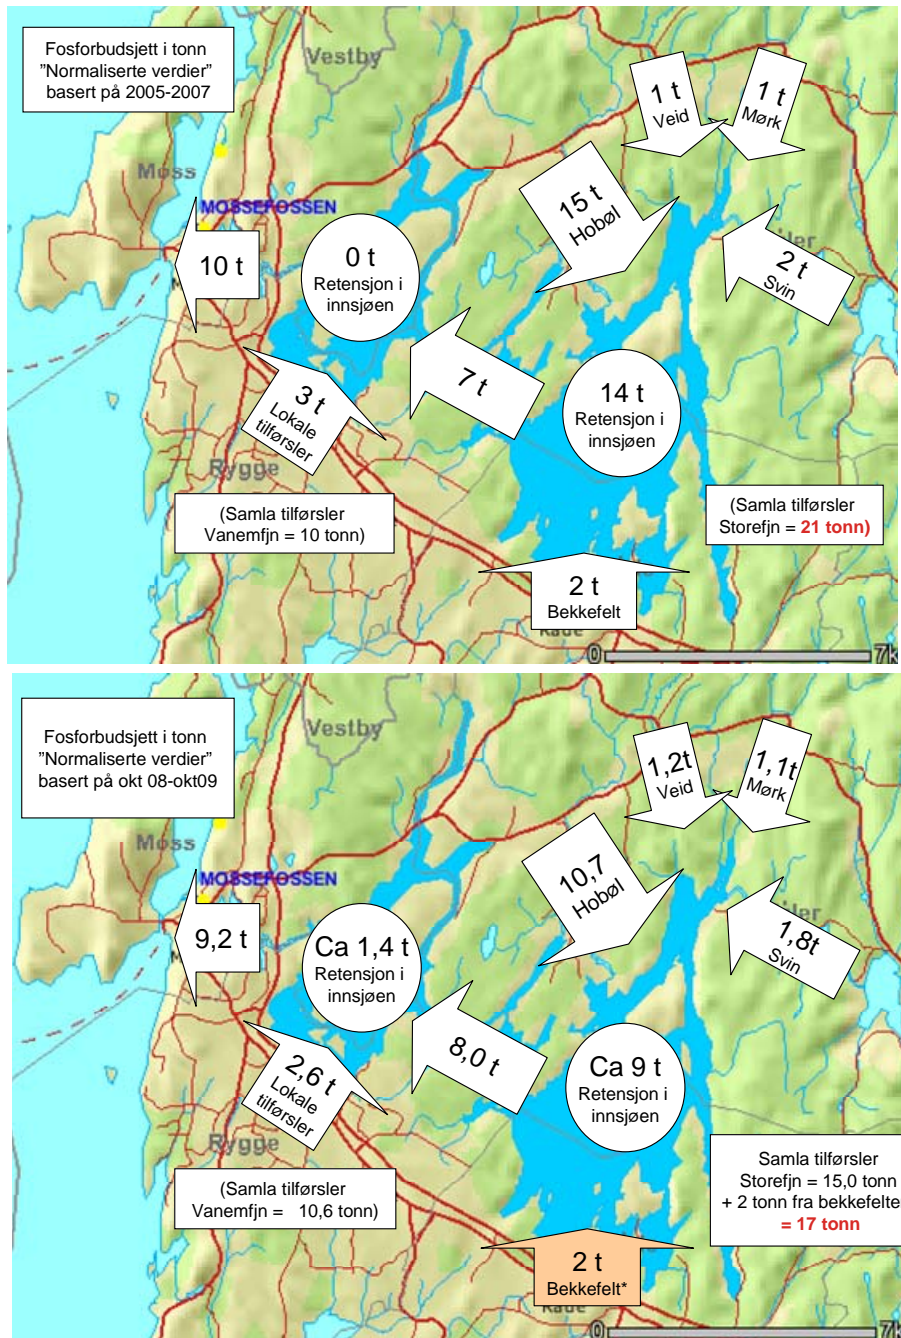 Fosforbudsjett i tonn
"Normaliserte verdier"
basert på 2005-2007
Vestby
1 t
Veid
1 t
Mørk
Moss
MOSSEFOSSEN
15 t
Hobøl
2 t
Svin
10 t
0 t
Retensjon i
innsjøen
7 t
14 t
Retensjon i
innsjøen
3 t
Lokale
tilførsler
Rygge
(Samla tilførsler
Vanemfjn = 10 tonn)
(Samla tilførsler
Storefjn = 21 tonn)
2 t
Bekkefelt
0
Fosforbudsjett i tonn
"Normaliserte verdier"
basert på okt 08-okt09
Vestby
1,2t
Veid
1,1t
Mørk
Moss
MOSSEFOSSEN
10,7
Hobøl
1,8t
Svin
9,2 t
Ca 1,4 t
Retensjon i
innsjøen
8,0 t
Ca 9 t
Retensjon i
innsjøen
2,6 t
Lokale
tilførsler
Rygge
(Samla tilførsler
Vanemfjn = 10,6 tonn)
Samla tilførsler
Storefjn = 15,0 tonn
+ 2 tonn fra bekkefelte
= 17 tonn
2 t
Bekkefelt*
0